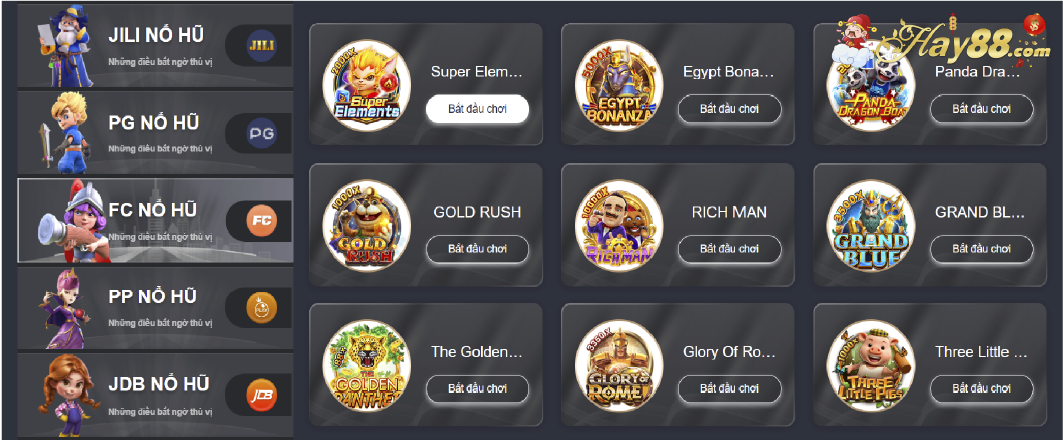 JILI NỔ HŨ
Những điều bất ngờ thú vị
JILI
PG NỔ HŨ
Những điều bất ngờ thú vị
PG
FC NỔ HŨ
Những điều bất ngờ thú vị
FC
PP NỔ HŨ
Những điều bất ngờ thú vị
JDB NỔ HŨ
Những điều bất ngờ thú vị
JDB
Hay88.com
Super Elements
Super Elem...
Bắt đầu chơi
5000X
EGYPT BONANZA
Egypt Bona...
Bắt đầu chơi
PANDA DRAGON BOAT
Panda Dra...
Bắt đầu chơi
1000X
GOLD RUSH
GOLD RUSH
Bắt đầu chơi
10000X
RICH MAN
RICH MAN
Bắt đầu chơi
2500X
GRAND BLUE
GRAND BL...
Bắt đầu chơi
THE GOLDEN PANTHER
The Golden...
Bắt đầu chơi
GLORY OF ROME
Glory Of Ro...
Bắt đầu chơi
THREE LITTLE PIGS
Three Little ...
Bắt đầu chơi